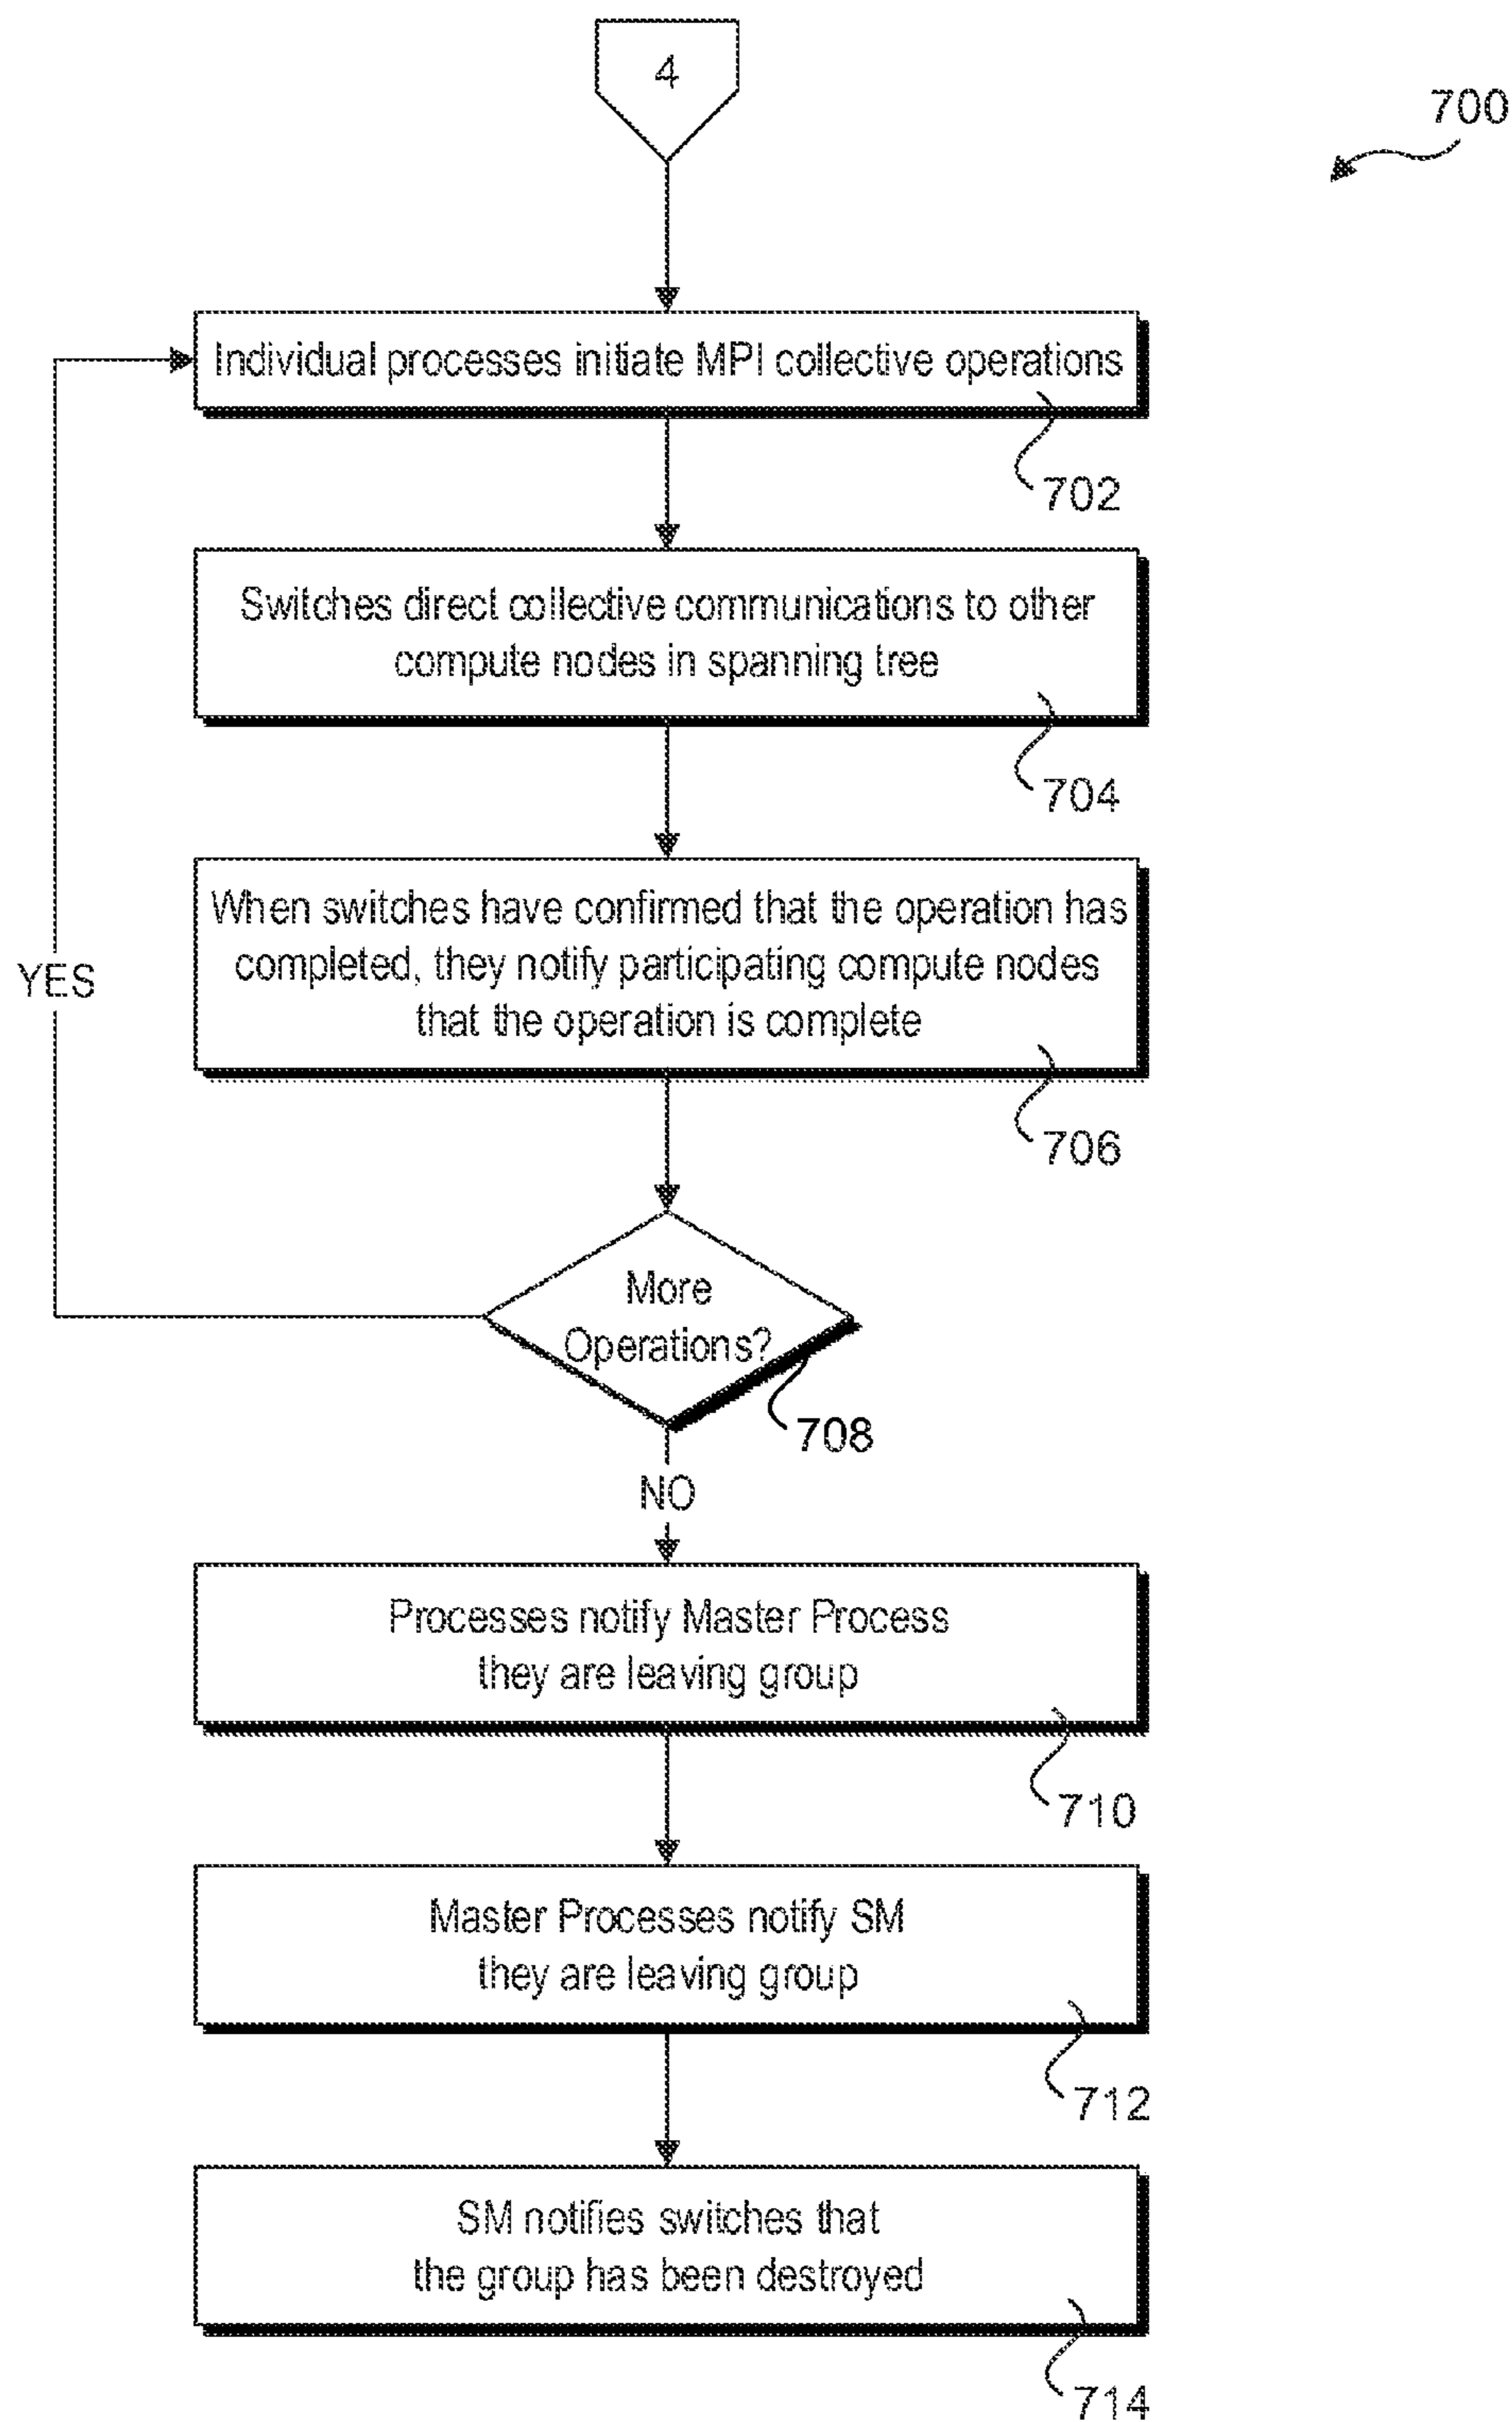 4
700
Individual processes initiate MPI collective operations
702
Switches direct collective communications to other
compute nodes in spanning tree
704
When switches have confirmed that the operation has
completed, they notify participating compute nodes
that the operation is complete
YES
706
More
Operations?
708
NO
Processes notify Master Process
they are leaving group
710
Master Processes notify SM
they are leaving group
712
SM notifies switches that
the group has been destroyed
714